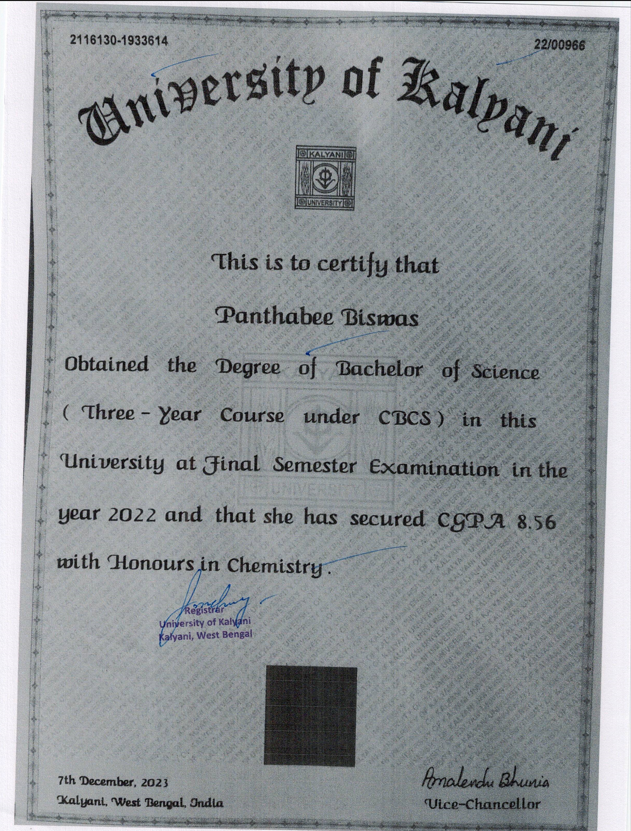 2116130-1933614
22/00966
University of Kalyani
KALYANI
UNIVERSITY
This is to certify that
Panthabee Biswas
Obtained the Degree of Bachelor of Science
( Three - Year Course under CBCS ) in this
University at Final Semester Examination in the
year 2022 and that she has secured CGPA 8.56
with Honours in Chemistry.
Registrar
University of Kalyani
Kalyani, West Bengal
7th December, 2023
Kalyani, West Bengal, India
Amalendu Bhunia
Vice-Chancellor